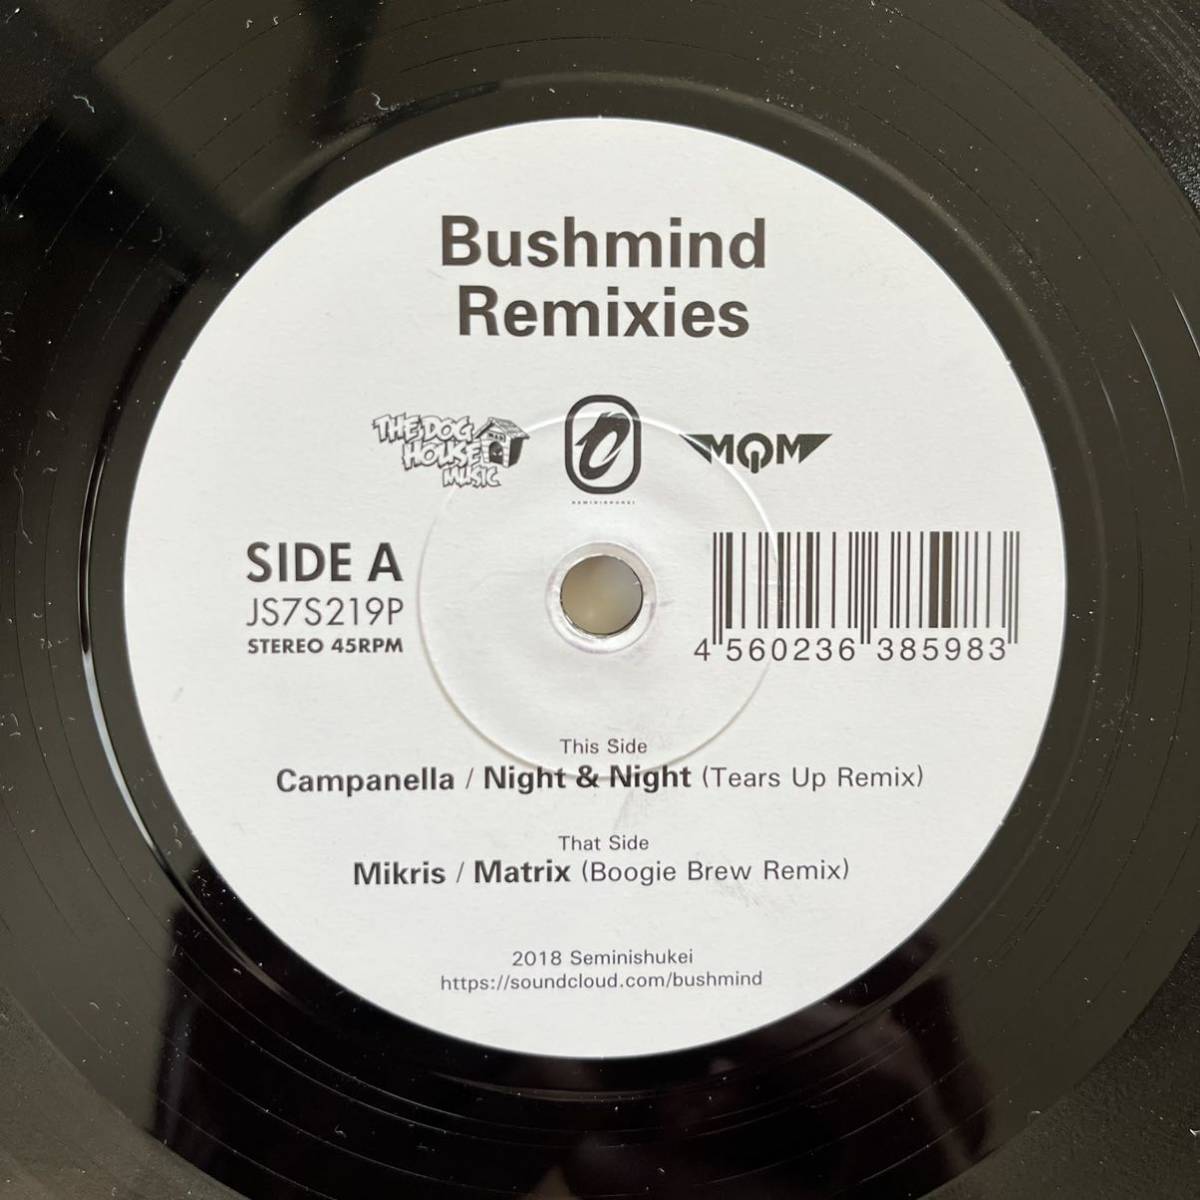 Bushmind
Remixies
THE DOG
HOUSE
MUSIC
SEMINISHUKEI
MQM
SIDE A
JS7S219P
STEREO 45RPM
4 560236 385983
This Side
Campanella / Night & Night (Tears Up Remix)
That Side
Mikris / Matrix (Boogie Brew Remix)
2018 Seminishukei
https://soundcloud.com/bushmind